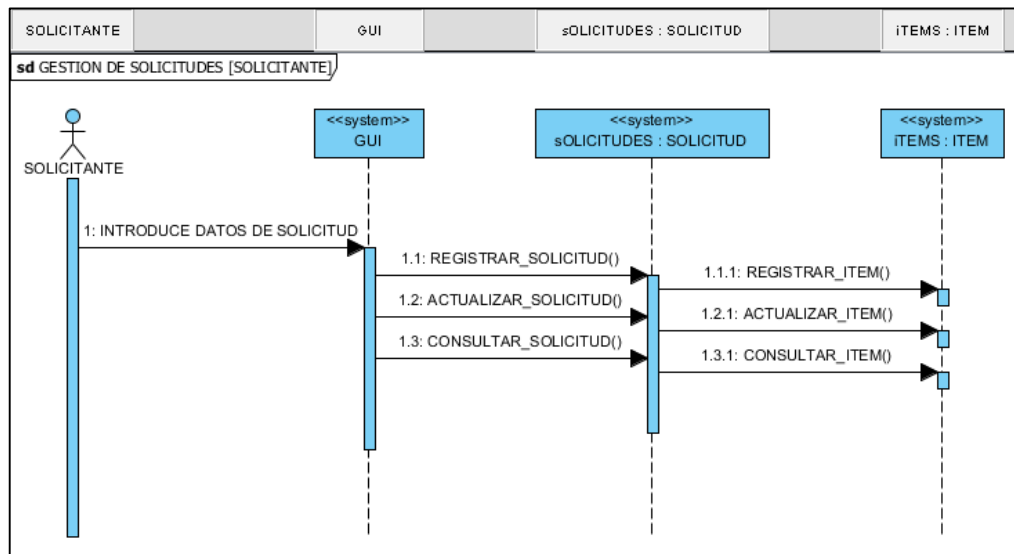 SOLICITANTE GUI sOLICITUDES : SOLICITUD iTEMS : ITEM
sd GESTION DE SOLICITUDES [SOLICITANTE]
<<system>> <<system>> <<system>>
GUI sOLICITUDES : SOLICITUD iTEMS : ITEM
SOLICITANTE
1: INTRODUCE DATOS DE SOLICITUD
1.1: REGISTRAR_SOLICITUD()
1.1.1: REGISTRAR_ITEM()
1.2: ACTUALIZAR_SOLICITUD()
1.2.1: ACTUALIZAR_ITEM()
1.3: CONSULTAR_SOLICITUD()
1.3.1: CONSULTAR_ITEM()